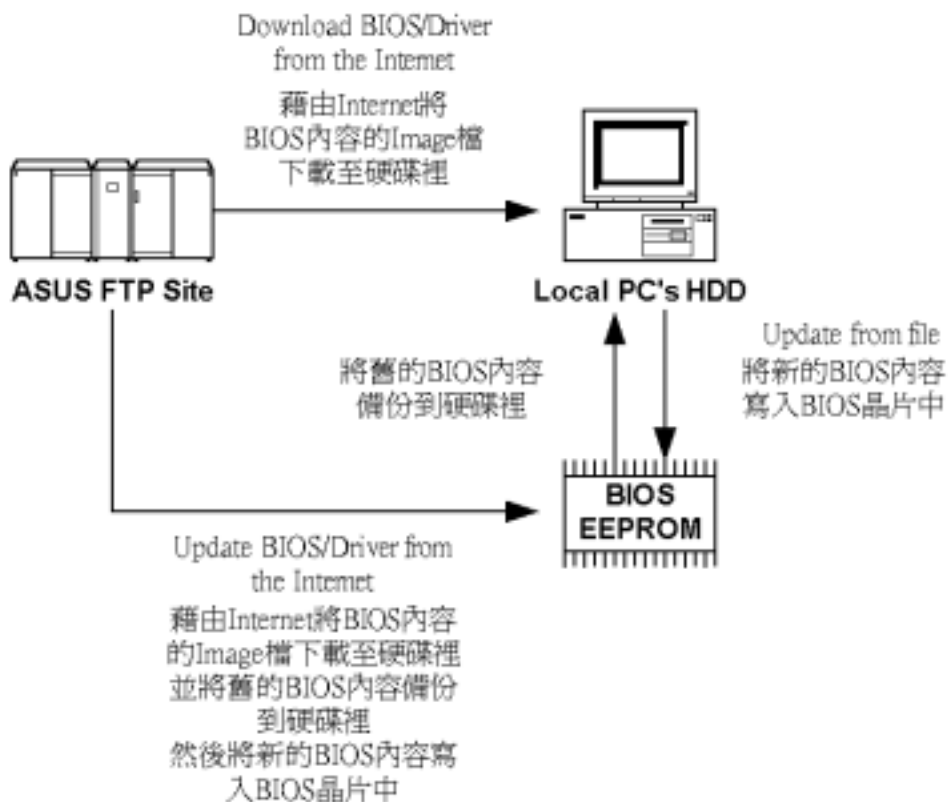 Download BIOS/Driver
from the Internet
藉由Internet將
BIOS內容的Image檔
下載至硬碟裡
ASUS FTP Site
Local PC's HDD
將舊的BIOS內容
備份到硬碟裡
Update from file
將新的BIOS內容
寫入BIOS晶片中
BIOS
EEPROM
Update BIOS/Driver from
the Internet
藉由Internet將BIOS內容
的Image檔下載至硬碟裡
並將舊的BIOS內容備份
到硬碟裡
然後將新的BIOS內容寫
入BIOS晶片中